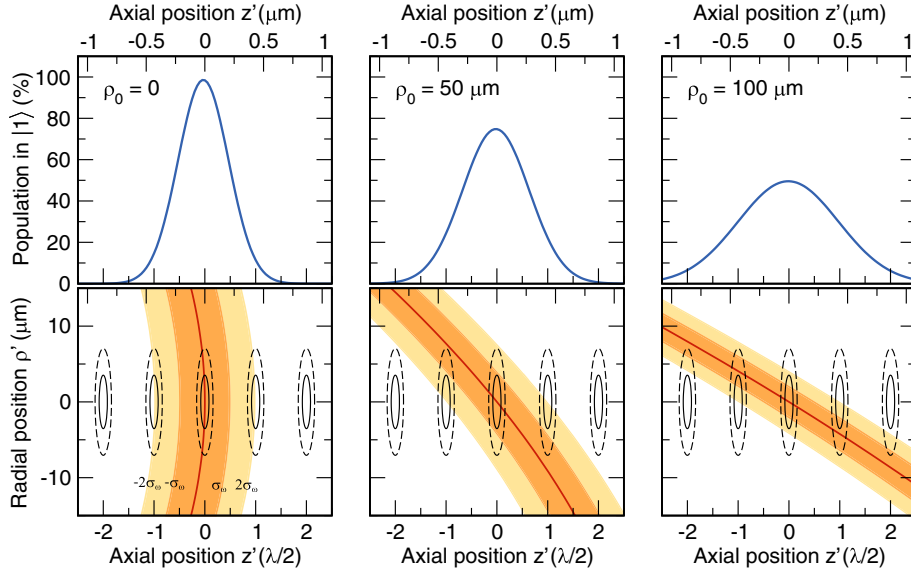 Axial position z'(μm) Axial position z'(μm) Axial position z'(μm)
-1 -0.5 0 0.5 1 -1 -0.5 0 0.5 1 -1 -0.5 0 0.5 1
Population in |1⟩ (%)
100
80
60
40
20
0
ρ₀ = 0
ρ₀ = 50 μm
ρ₀ = 100 μm
Radial position ρ' (μm)
10
0
-10
-2σω -σω σω 2σω
-2 -1 0 1 2 -2 -1 0 1 2 -2 -1 0 1 2
Axial position z'(λ/2) Axial position z'(λ/2) Axial position z'(λ/2)